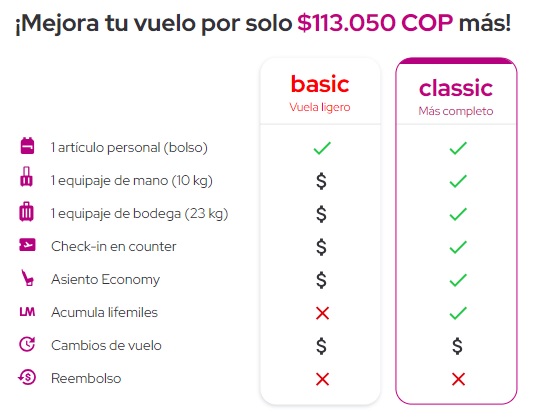 ¡Mejora tu vuelo por solo $113.050 COP más!
basic
Vuela ligero
classic
Más completo
1 artículo personal (bolso)
1 equipaje de mano (10 kg) $
1 equipaje de bodega (23 kg) $
Check-in en counter $
Asiento Economy $
LM Acumula lifemiles
Cambios de vuelo $ $
$ Reembolso